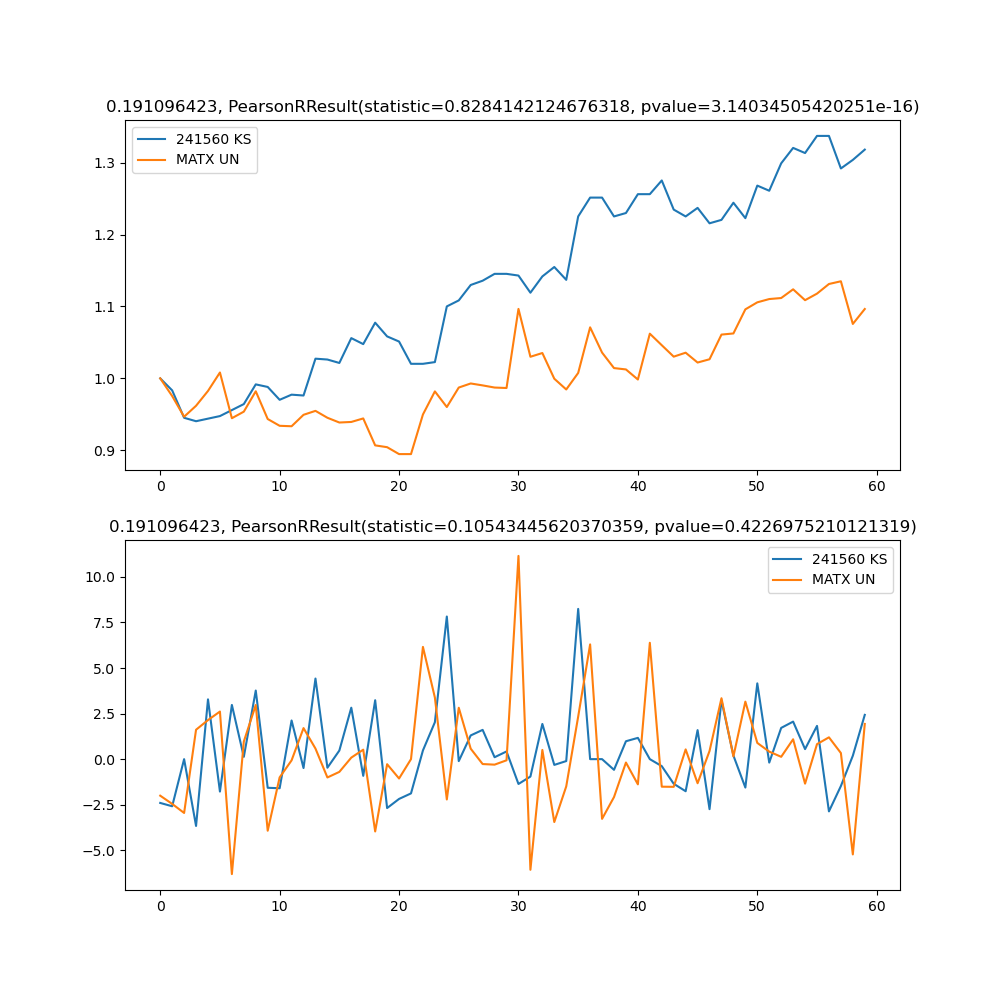 0.191096423, PearsonRResult(statistic=0.8284142124676318, pvalue=3.14034505420251e-16)
241560 KS
MATX UN
1.3
1.2
1.1
1.0
0.9
0 10 20 30 40 50 60
0.191096423, PearsonRResult(statistic=0.10543445620370359, pvalue=0.4226975210121319)
241560 KS
MATX UN
10.0
7.5
5.0
2.5
0.0
−2.5
−5.0
0 10 20 30 40 50 60